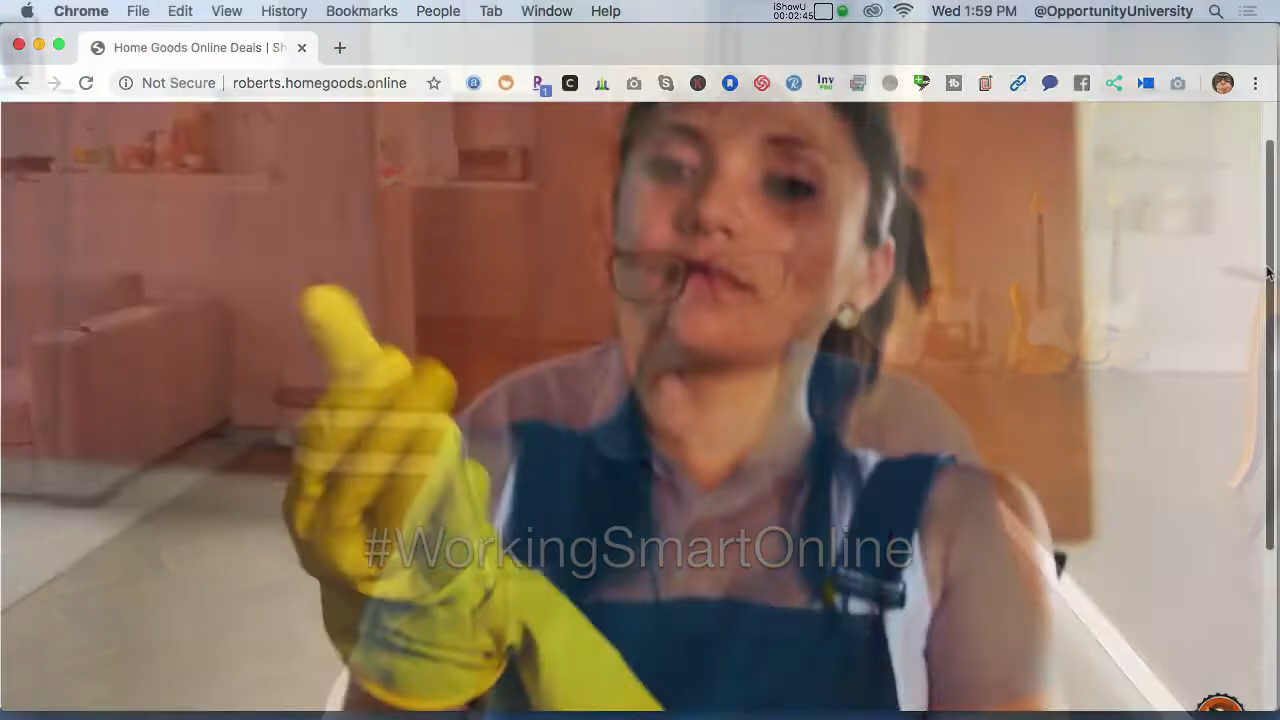 Chrome File Edit View History Bookmarks People Tab Window Help iShowU 00:02:45 Wed 1:59 PM @OpportunityUniversity
Home Goods Online Deals | Sh
Not Secure roberts.homegoods.online
#WorkingSmartOnline